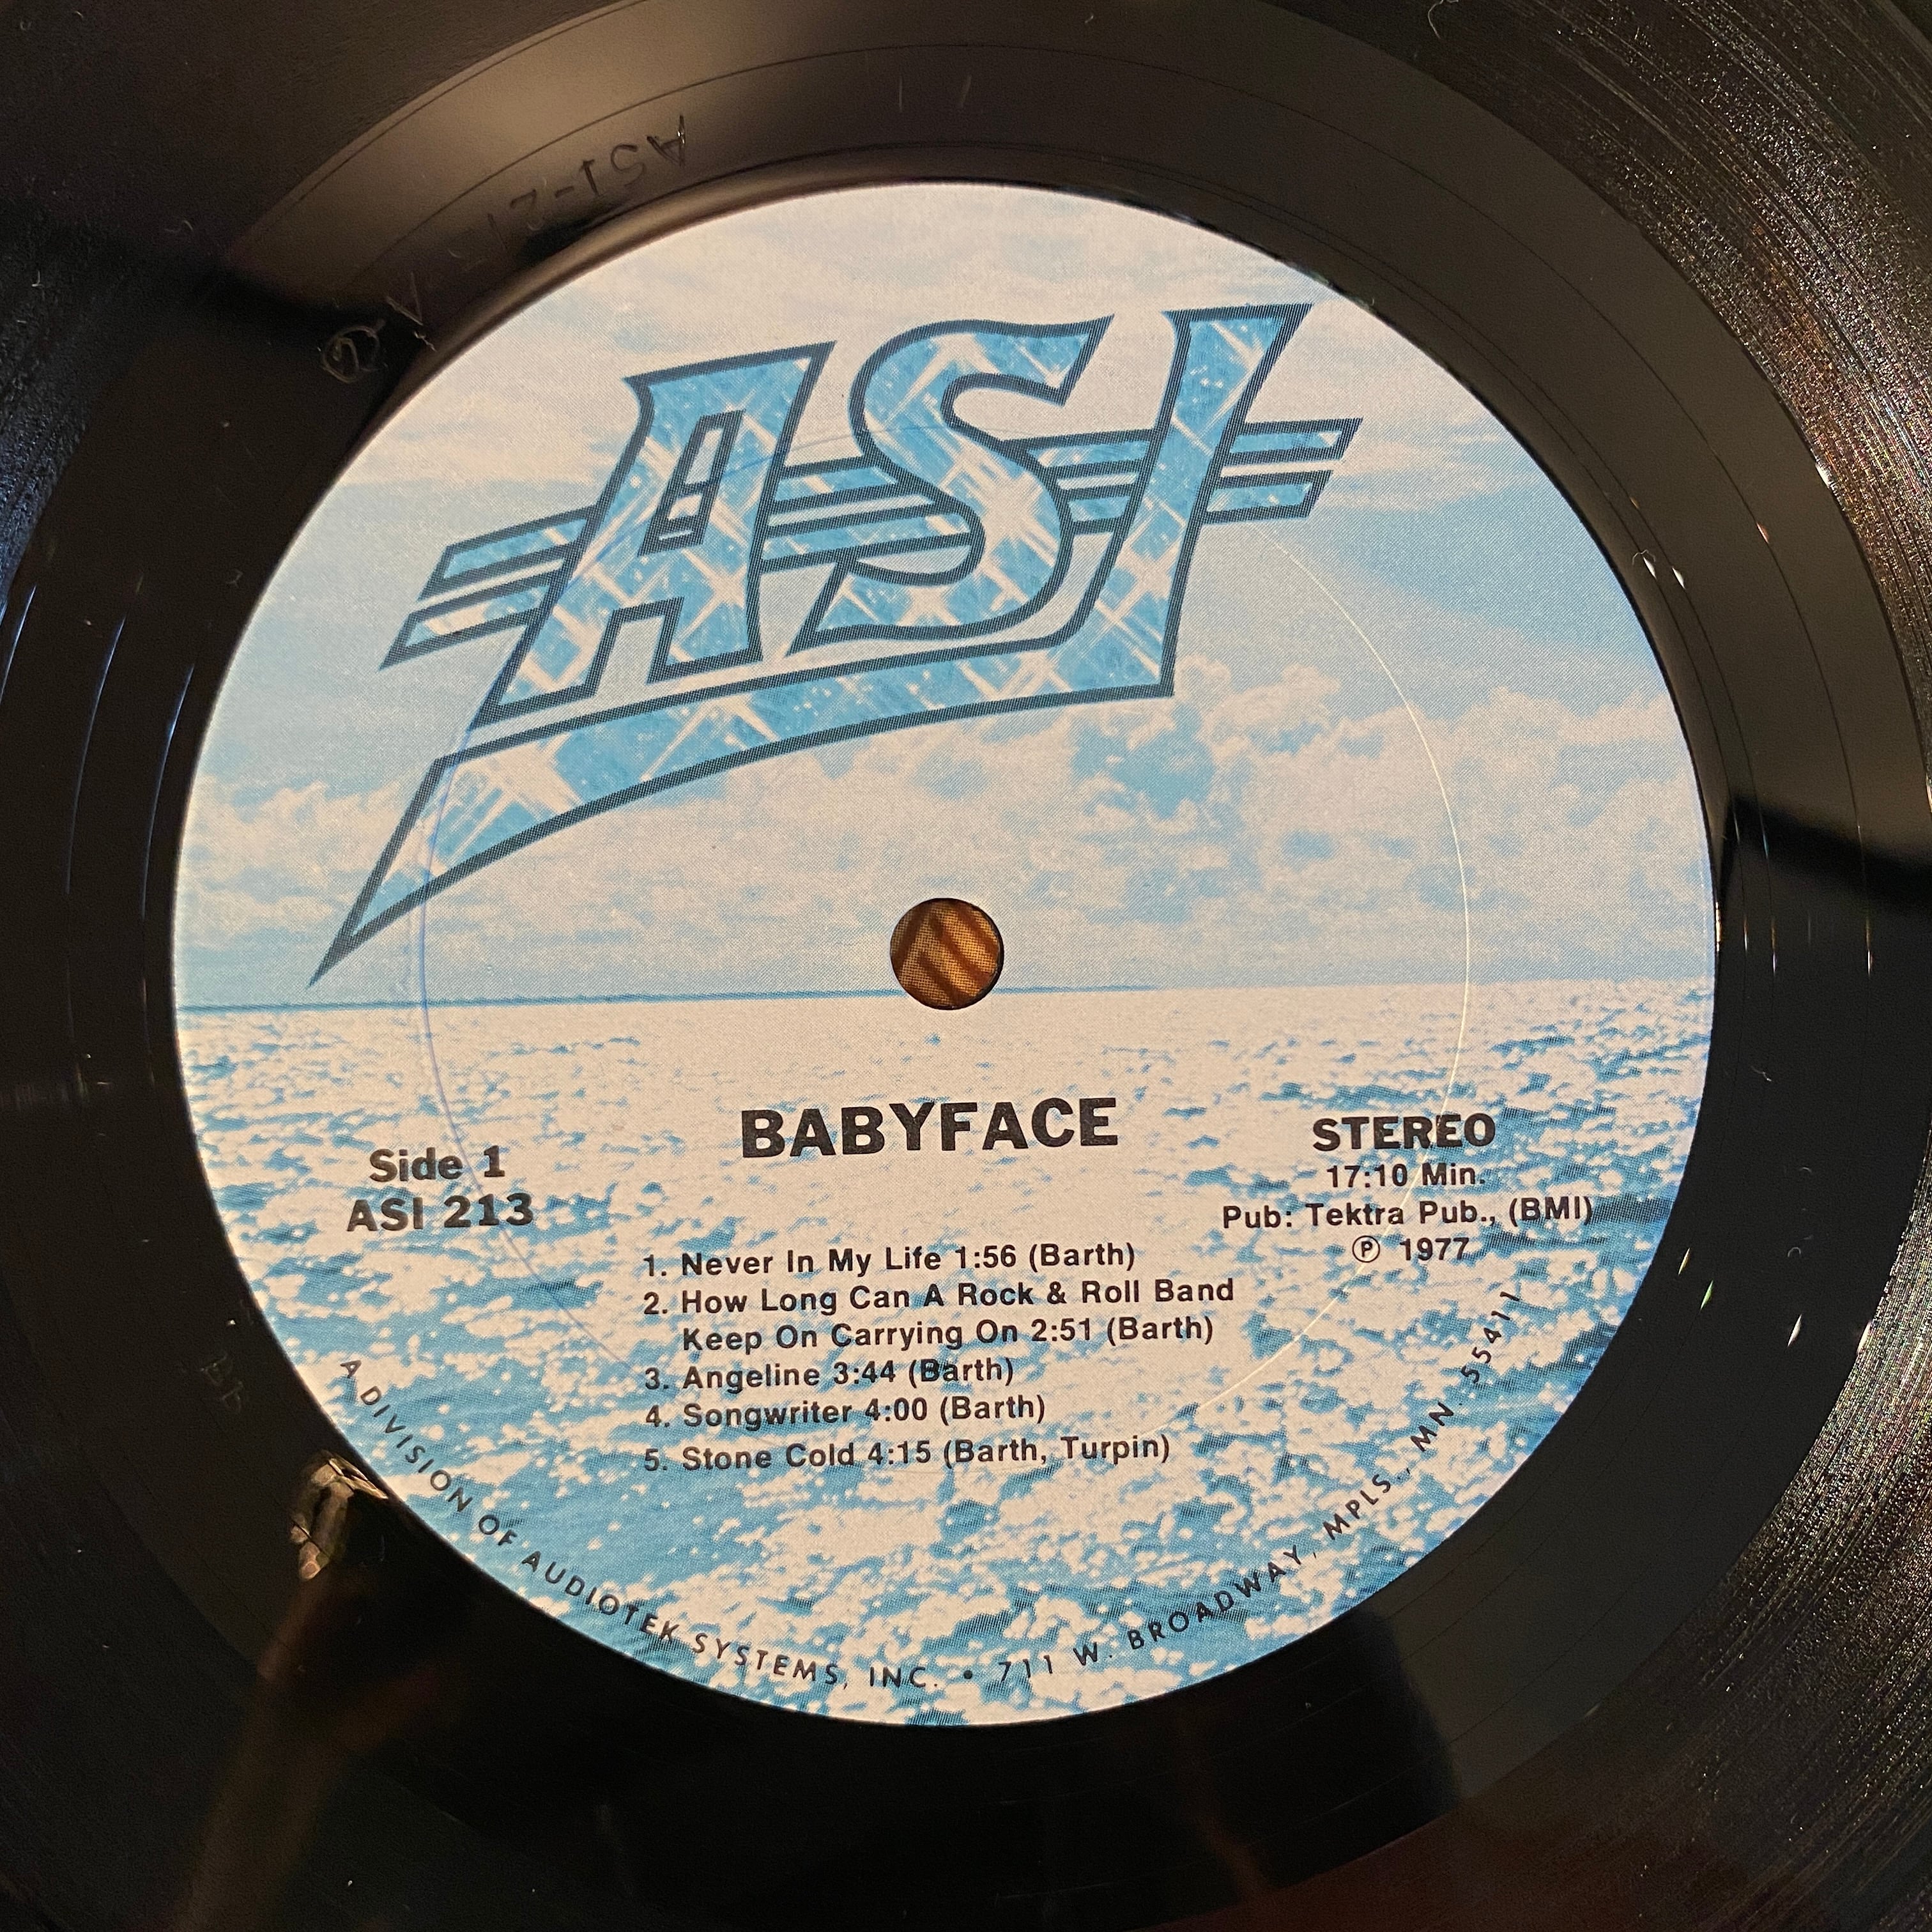 ASI
BABYFACE
Side 1
ASI 213
STEREO
17:10 Min.
Pub: Tektra Pub., (BMI)
℗ 1977
1. Never In My Life 1:56 (Barth)
2. How Long Can A Rock & Roll Band
Keep On Carrying On 2:51 (Barth)
3. Angeline 3:44 (Barth)
4. Songwriter 4:00 (Barth)
5. Stone Cold 4:15 (Barth, Turpin)
A DIVISION OF AUDIOTEK SYSTEMS, INC. • 711 W. BROADWAY, MPLS., MN. 55411